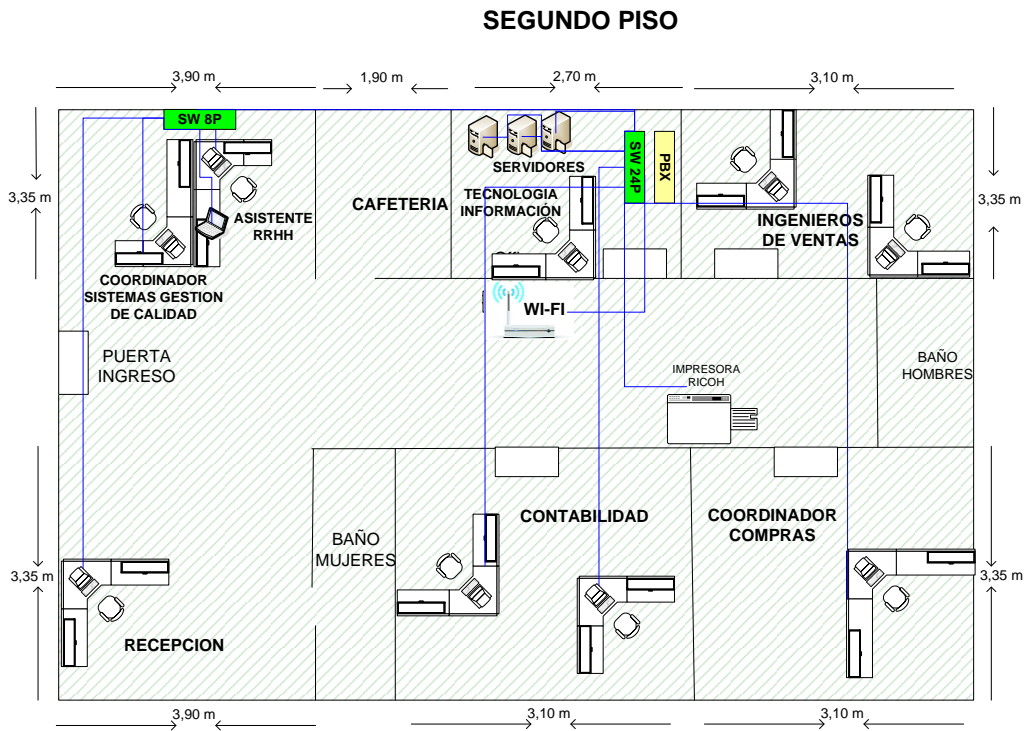 SEGUNDO PISO
3,90 m
1,90 m
2,70 m
3,10 m
SW 8P
SERVIDORES
SW 24P
PBX
3,35 m
3,35 m
CAFETERIA
TECNOLOGIA
INFORMACIÓN
ASISTENTE
RRHH
INGENIEROS
DE VENTAS
COORDINADOR
SISTEMAS GESTION
DE CALIDAD
WI-FI
PUERTA
INGRESO
IMPRESORA
RICOH
BAÑO
HOMBRES
CONTABILIDAD
COORDINADOR
COMPRAS
BAÑO
MUJERES
3,35 m
3,35 m
RECEPCION
3,90 m
3,10 m
3,10 m